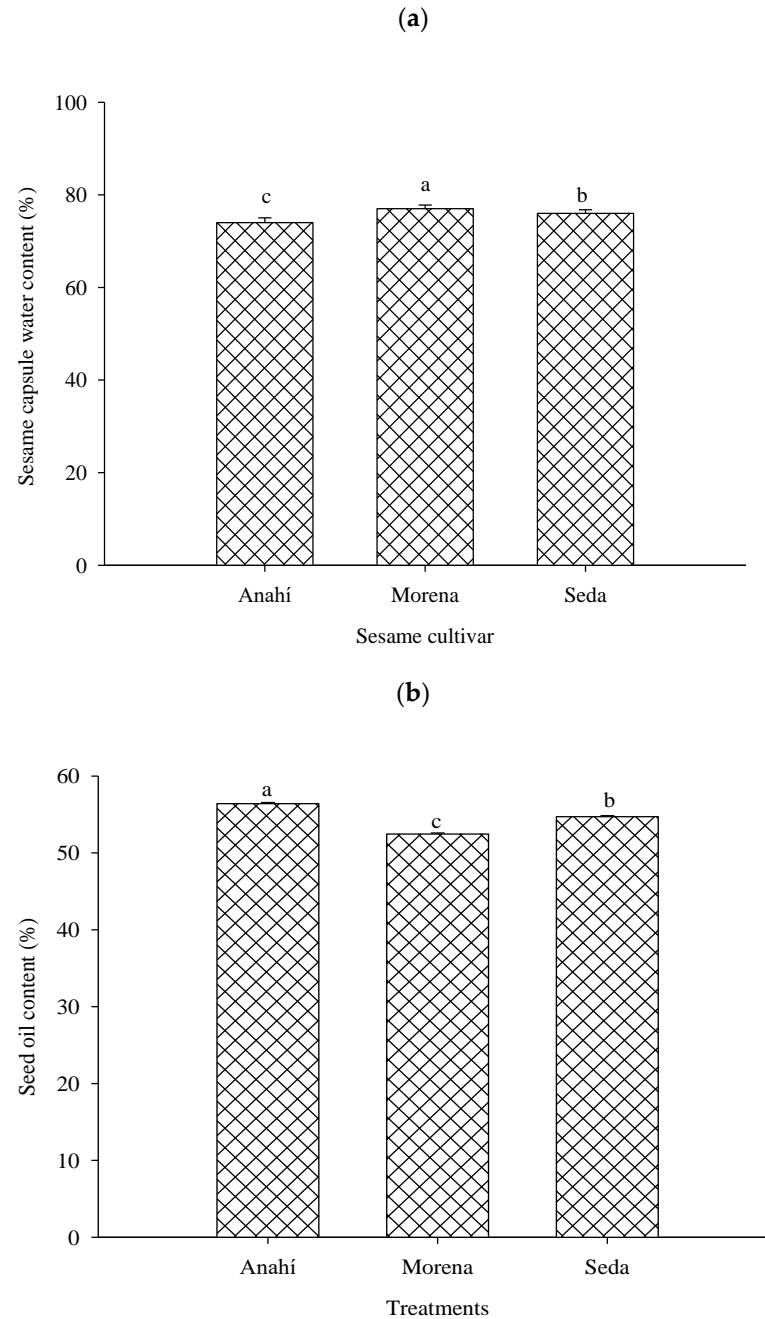 (a)
Sesame capsule water content (%)
100
80
60
40
20
0
c
a
b
Anahí
Morena
Seda
Sesame cultivar
(b)
Seed oil content (%)
60
50
40
30
20
10
0
a
c
b
Anahí
Morena
Seda
Treatments